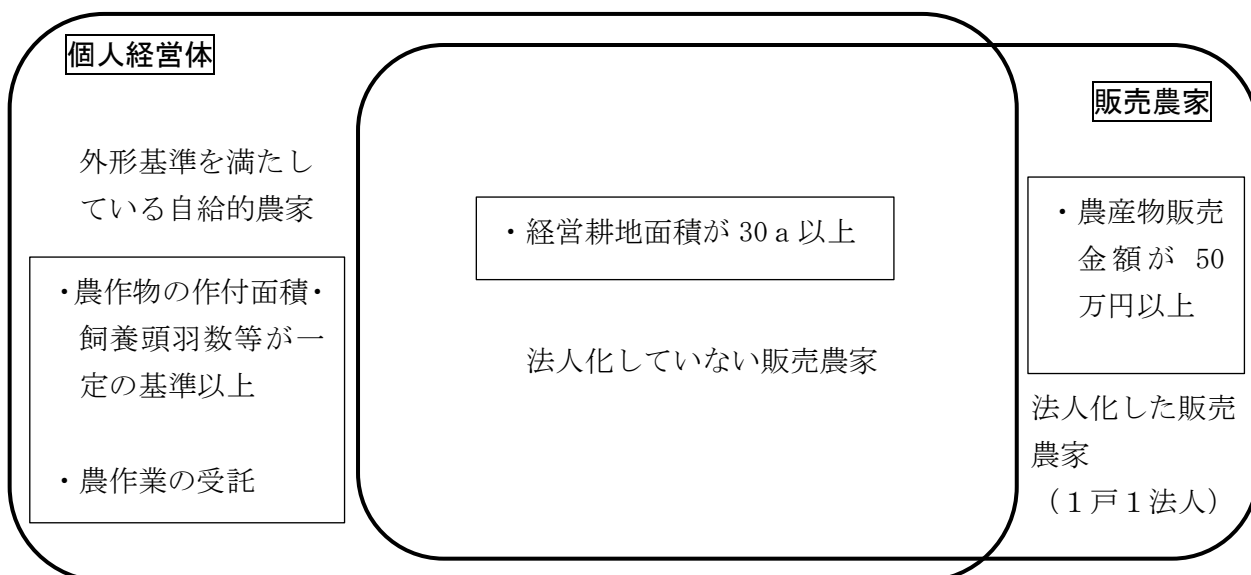 個人経営体
外形基準を満たし
ている自給的農家
・農作物の作付面積・
飼養頭羽数等が一
定の基準以上
・農作業の受託
・経営耕地面積が 30ａ以上
法人化していない販売農家
販売農家
・農産物販売
金額が 50
万円以上
法人化した販売
農家
（１戸１法人）